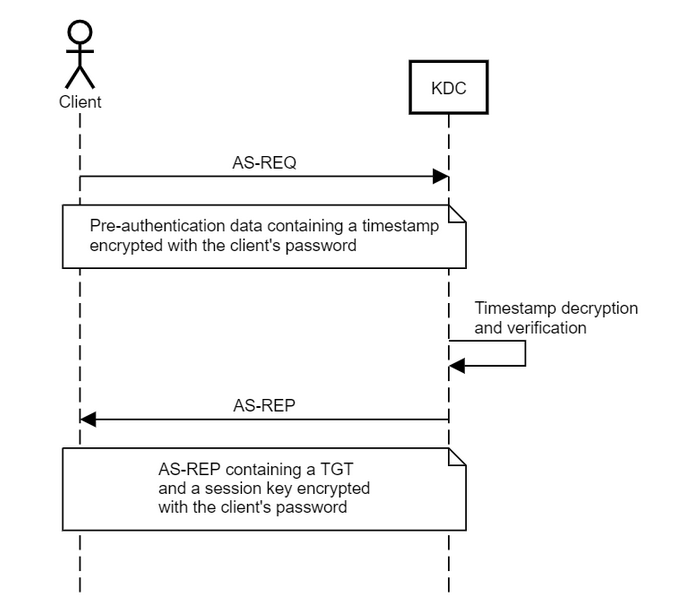 Client
KDC
AS-REQ
Pre-authentication data containing a timestamp
encrypted with the client's password
Timestamp decryption
and verification
AS-REP
AS-REP containing a TGT
and a session key encrypted
with the client's password